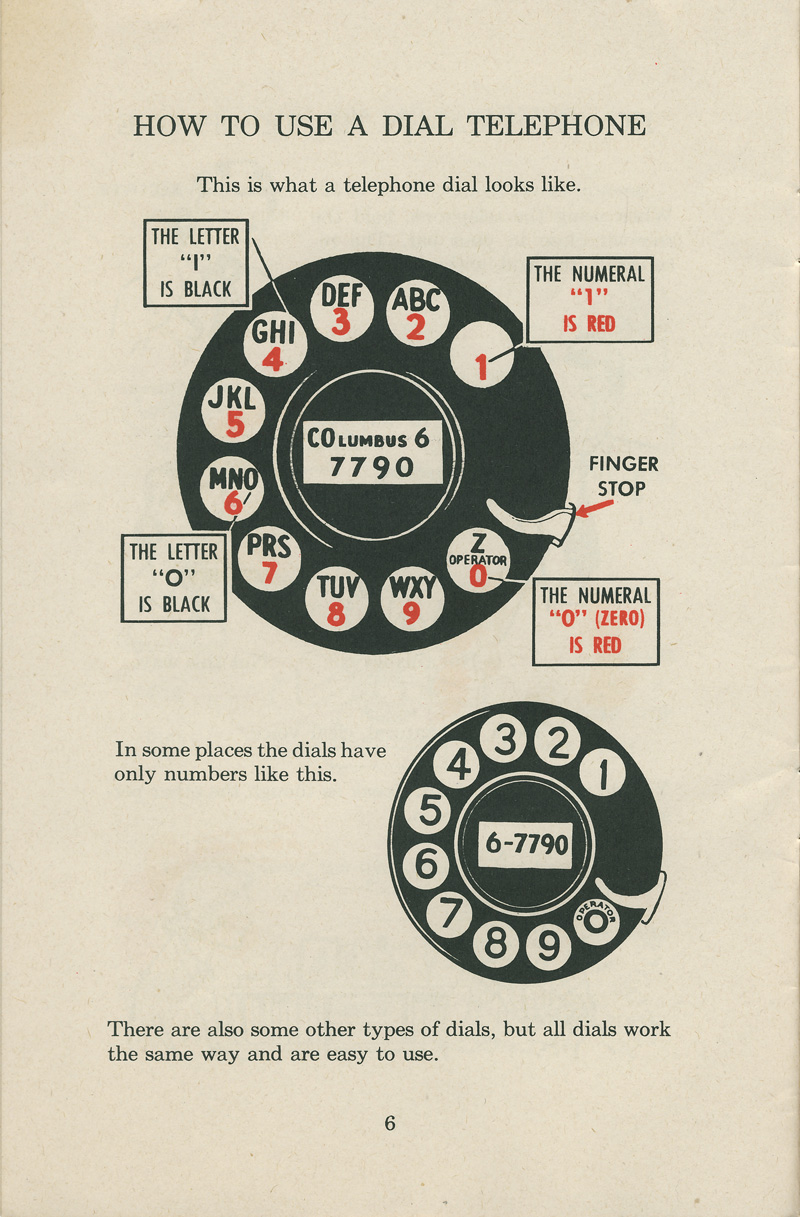 HOW TO USE A DIAL TELEPHONE
This is what a telephone dial looks like.
THE LETTER
“I”
IS BLACK
THE NUMERAL
“1”
IS RED
ABC
2
DEF
3
GHI
4
1
JKL
5
COLUMBUS 6
7790
MNO
6
FINGER
STOP
PRS
7
TUV
8
WXY
9
Z
OPERATOR
0
THE LETTER
“O”
IS BLACK
THE NUMERAL
“0” (ZERO)
IS RED
In some places the dials have
only numbers like this.
1
2
3
4
5
6
7
8
9
OPERATOR
0
6-7790
There are also some other types of dials, but all dials work
the same way and are easy to use.
6